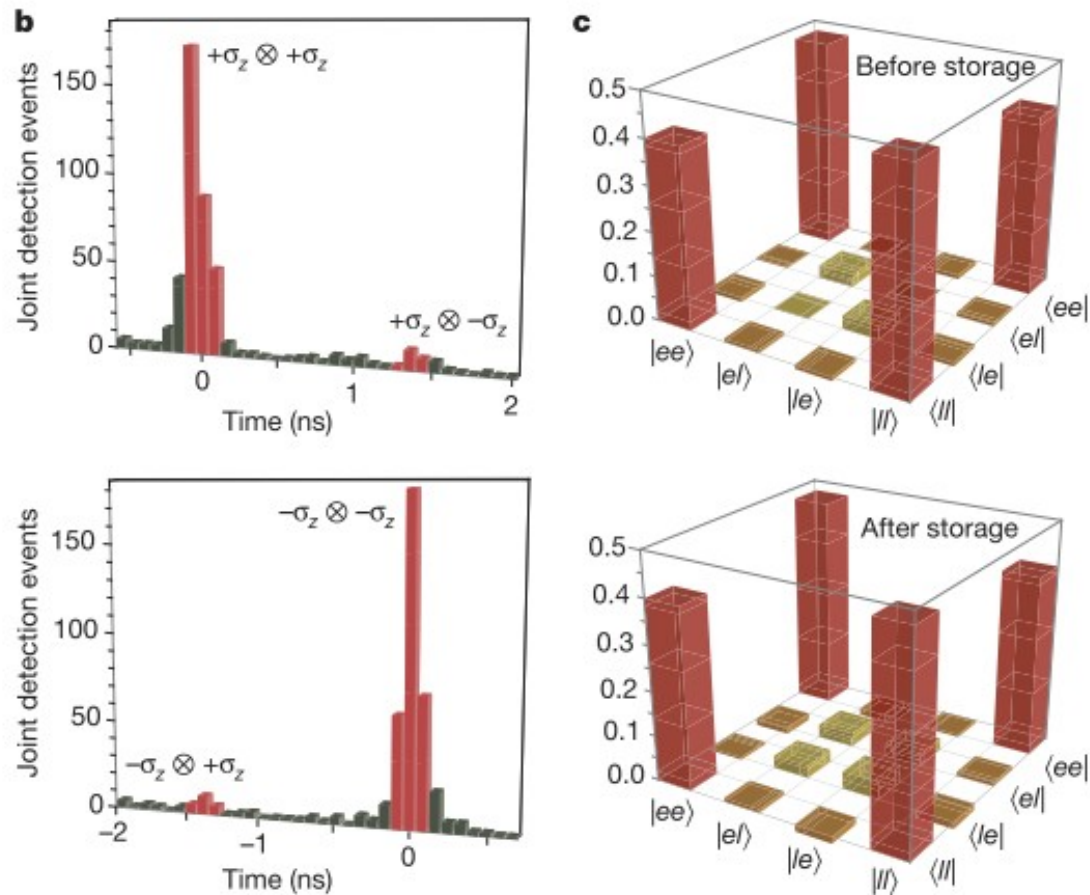 b
Joint detection events
150
100
50
0
+σz ⊗ +σz
+σz ⊗ −σz
0
1
2
Time (ns)
Joint detection events
150
100
50
0
−σz ⊗ −σz
−σz ⊗ +σz
−2
−1
0
Time (ns)
c
Before storage
0.5
0.4
0.3
0.2
0.1
0.0
|ee⟩
|el⟩
|le⟩
|ll⟩
⟨ll|
⟨le|
⟨el|
⟨ee|
After storage
0.5
0.4
0.3
0.2
0.1
0.0
|ee⟩
|el⟩
|le⟩
|ll⟩
⟨ll|
⟨le|
⟨el|
⟨ee|